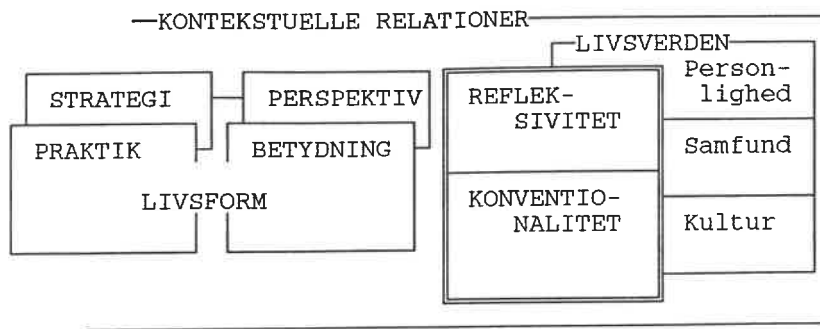 KONTEKSTUELLE RELATIONER
LIVSVERDEN
STRATEGI
PERSPEKTIV
PRAKTIK
BETYDNING
LIVSFORM
REFLEK-
SIVITET
KONVENTIO-
NALITET
Person-
lighed
Samfund
Kultur